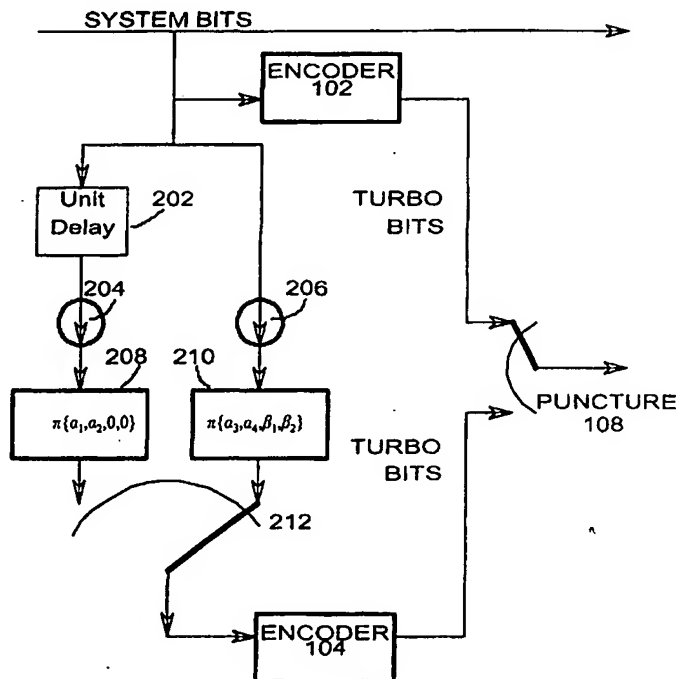 SYSTEM BITS
ENCODER
102
Unit
Delay
202
TURBO
BITS
204
206
208
210
π{a₁,a₂,0,0}
π{a₃,a₄,β₁,β₂}
PUNCTURE
108
TURBO
BITS
212
ENCODER
104